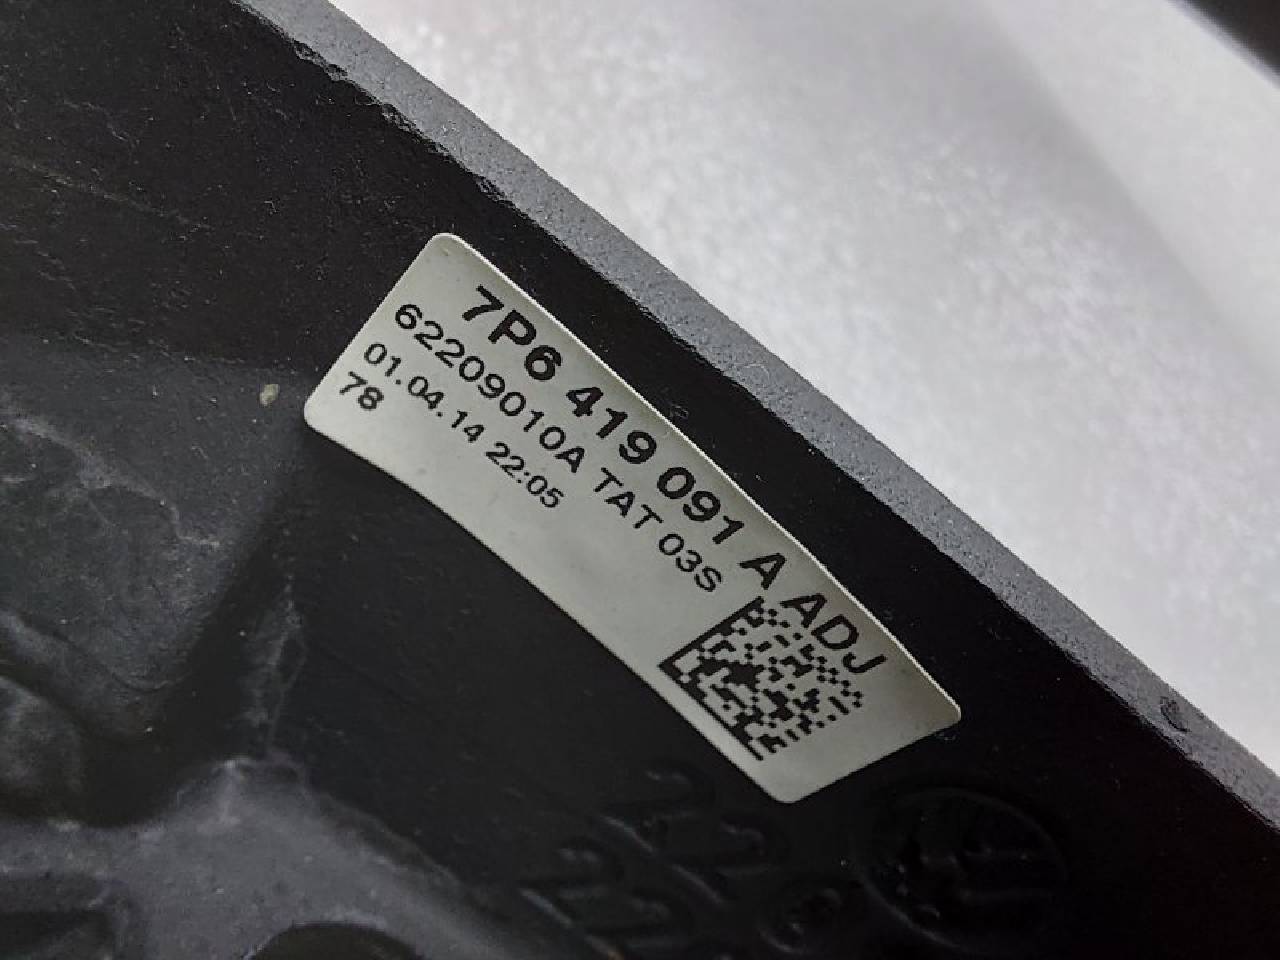 7P6 419 091 A ADJ
62209010A TAT 03S
01.04.14 22:05
78